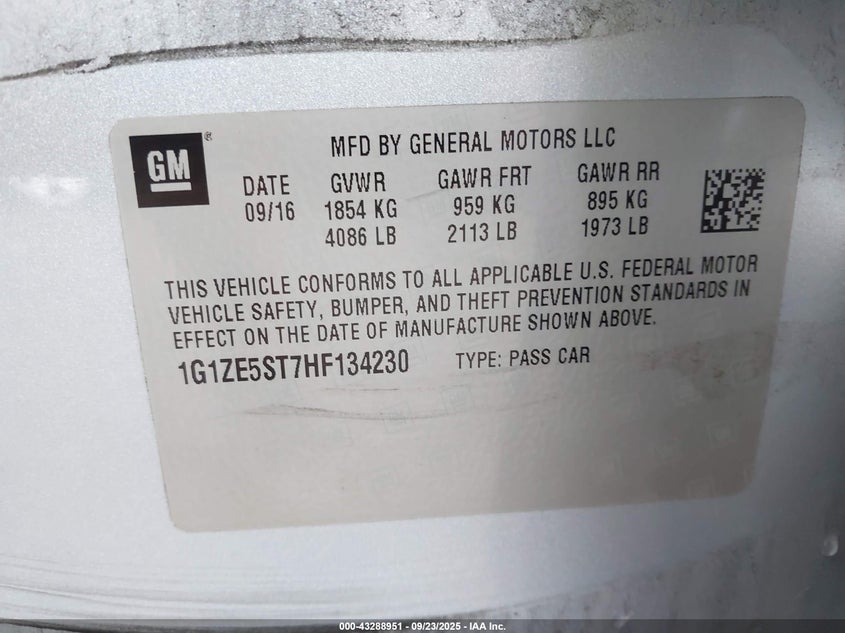 GM®
MFD BY GENERAL MOTORS LLC
DATE GVWR GAWR FRT GAWR RR
09/16 1854 KG 959 KG 895 KG
4086 LB 2113 LB 1973 LB
THIS VEHICLE CONFORMS TO ALL APPLICABLE U.S. FEDERAL MOTOR
VEHICLE SAFETY, BUMPER, AND THEFT PREVENTION STANDARDS IN
EFFECT ON THE DATE OF MANUFACTURE SHOWN ABOVE.
1G1ZE5ST7HF134230 TYPE: PASS CAR
000-43288951 - 09/23/2025 - IAA Inc.